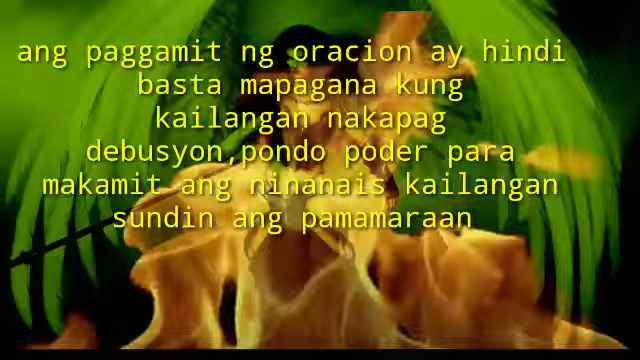 ang paggamit ng oracion ay hindi
basta mapagana kung
kailangan nakapag
debusyon,pondo poder para
makamit ang ninanais kailangan
sundin ang pamamaraan